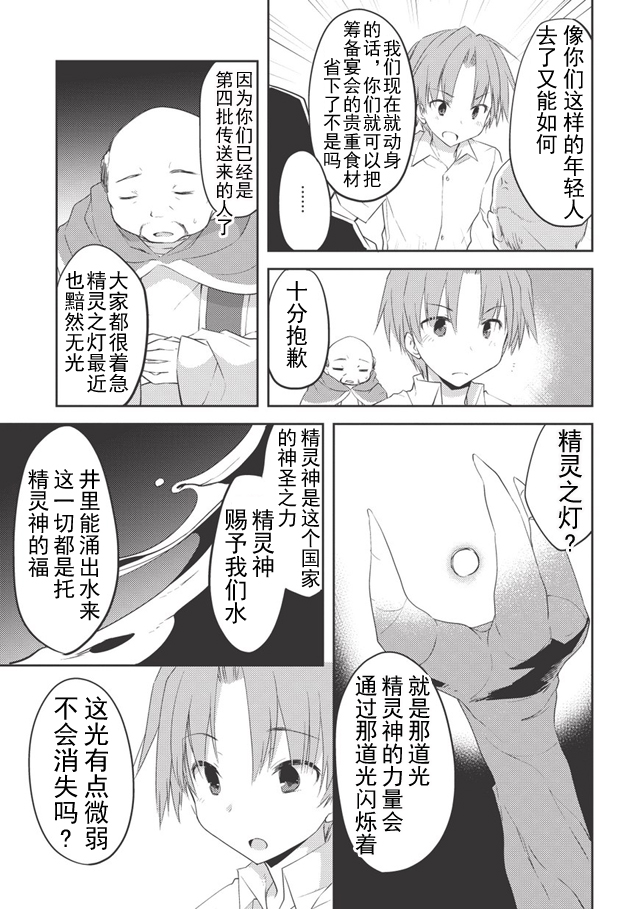 像你们这样的年轻人
去了又能如何
我们现在就动身
的话，你们就可以把
筹备宴会的贵重食材
省下了不是吗
……
因为你们已经是
第四批传送来的人了
十分抱歉
大家都很着急
精灵之灯最近
也黯然无光
精灵之灯？
就是那道光
精灵神的力量会
通过那道光闪烁着
精灵神是这个国家
的神圣之力
精灵神
赐予我们水
井里能涌出水来
这一切都是托
精灵神的福
这光有点微弱
不会消失吗？